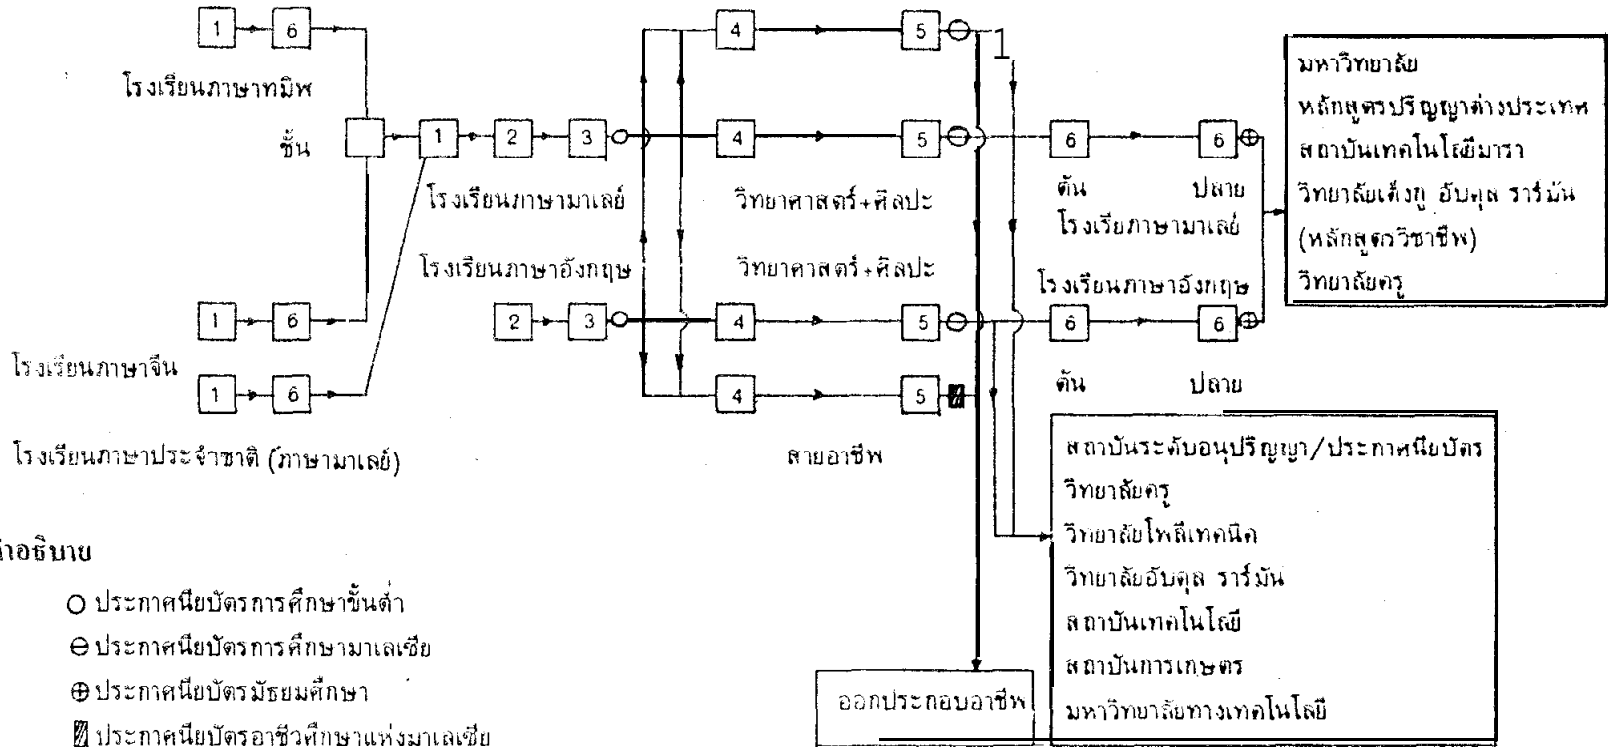 1 6 4 5
โรงเรียนภาษาทมิฬ
ชั้น
1 2 3 4 5 6 6
โรงเรียนภาษามาเลย์
วิทยาศาสตร์+ศิลปะ
ต้น ปลาย
โรงเรียภาษามาเลย์
โรงเรียนภาษาอังกฤษ
วิทยาศาสตร์+ศิลปะ
โรงเรียนภาษาอังกฤษ
1 6 2 3 4 5 6 6
โรงเรียนภาษาจีน
ต้น ปลาย
1 6 4 5
โรงเรียนภาษาประจำชาติ (ภาษามาเลย์)
สายอาชีพ
มหาวิทยาลัย
หลักสูตรปริญญาต่างประเทศ
สถาบันเทคโนโลยีมารา
วิทยาลัยเต็งกู อับดุล ราร์มัน
(หลักสูตรวิชาชีพ)
วิทยาลัยครู
สถาบันระดับอนุปริญญา/ประกาศนียบัตร
วิทยาลัยครู
วิทยาลัยโพลีเทคนิค
วิทยาลัยอับดุล ราร์มัน
สถาบันเทคโนโลยี
สถาบันการเกษตร
มหาวิทยาลัยทางเทคโนโลยี
ออกประกอบอาชีพ
คำอธิบาย
ประกาศนียบัตรการศึกษาขั้นต่ำ
ประกาศนียบัตรการศึกษามาเลเซีย
ประกาศนียบัตรมัธยมศึกษา
ประกาศนียบัตรอาชีวศึกษาแห่งมาเลเซีย